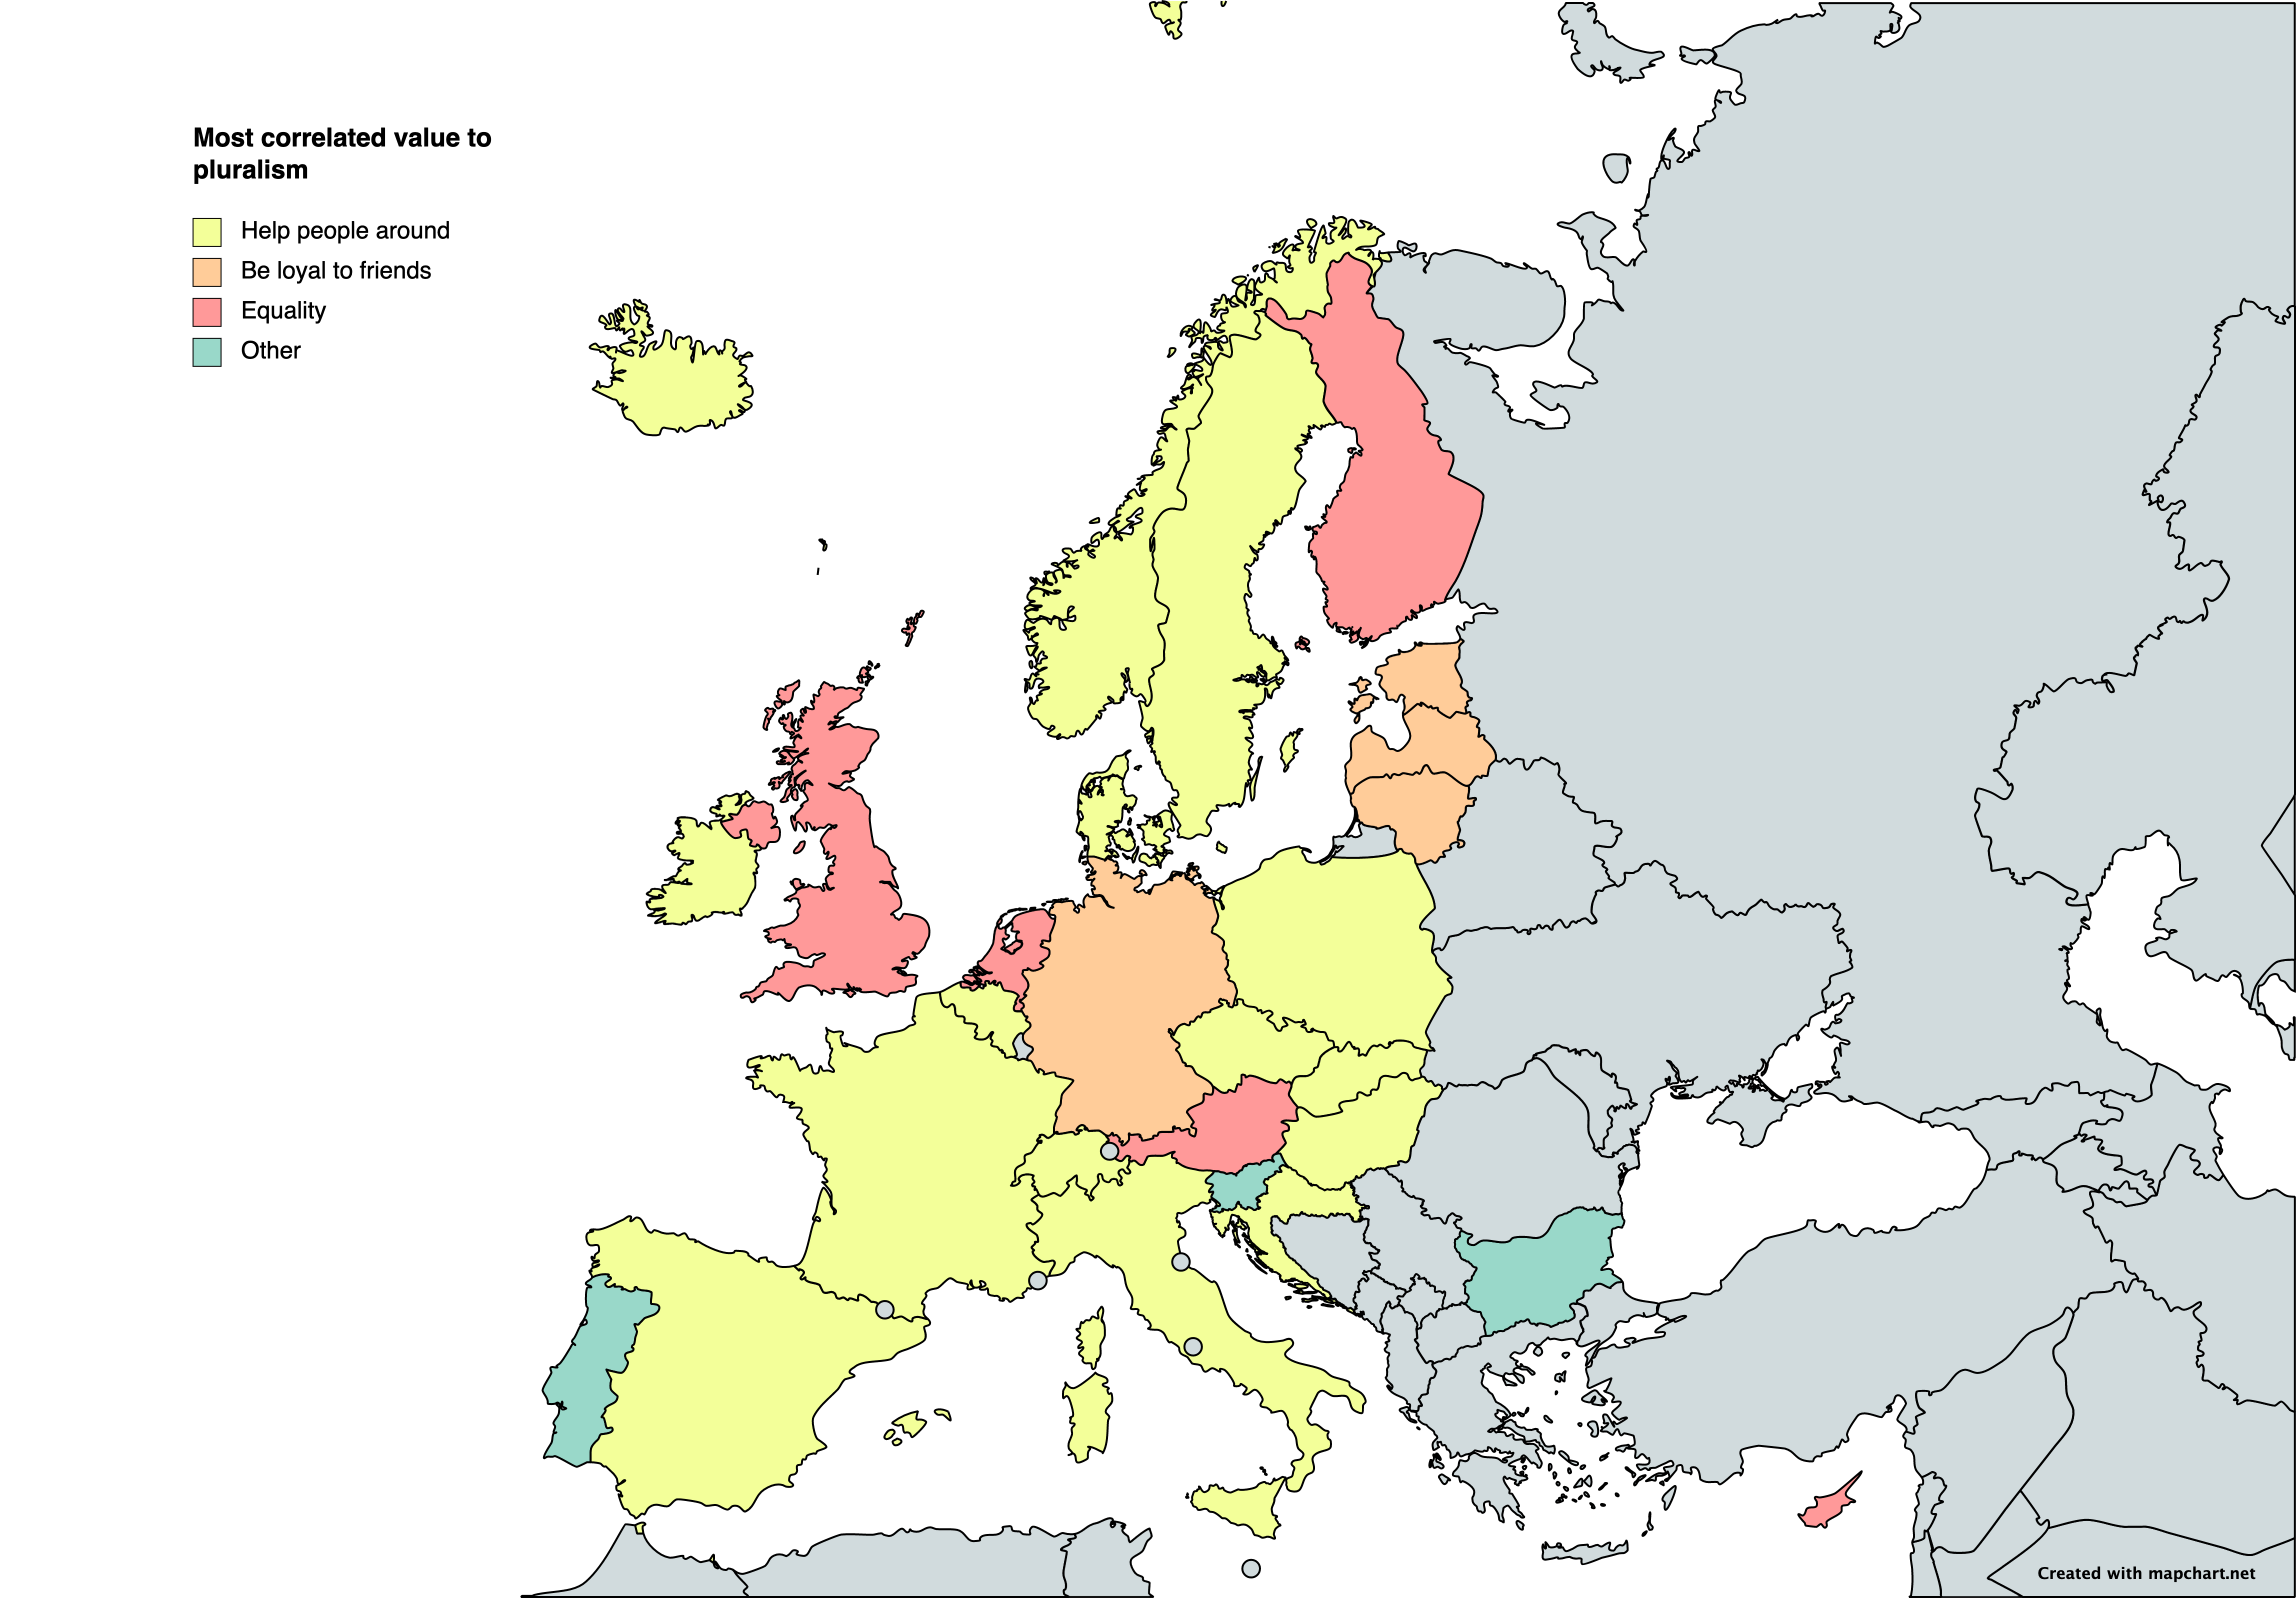 Most correlated value to
pluralism
Help people around
Be loyal to friends
Equality
Other
Created with mapchart.net